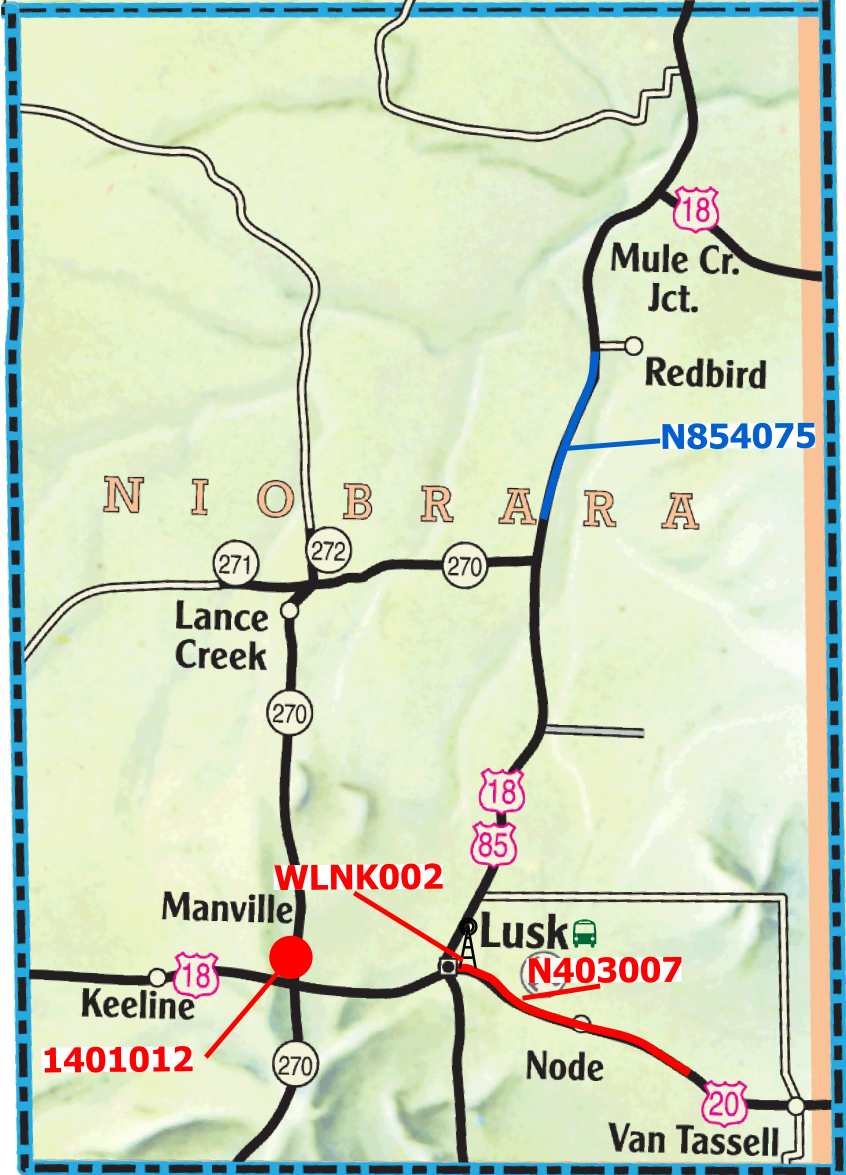 18
Mule Cr.
Jct.
Redbird
N854075
N I O B R A R A
271
272
270
Lance
Creek
270
18
85
WLNK002
Manville
Lusk
18
N403007
Keeline
1401012
270
Node
20
Van Tassell